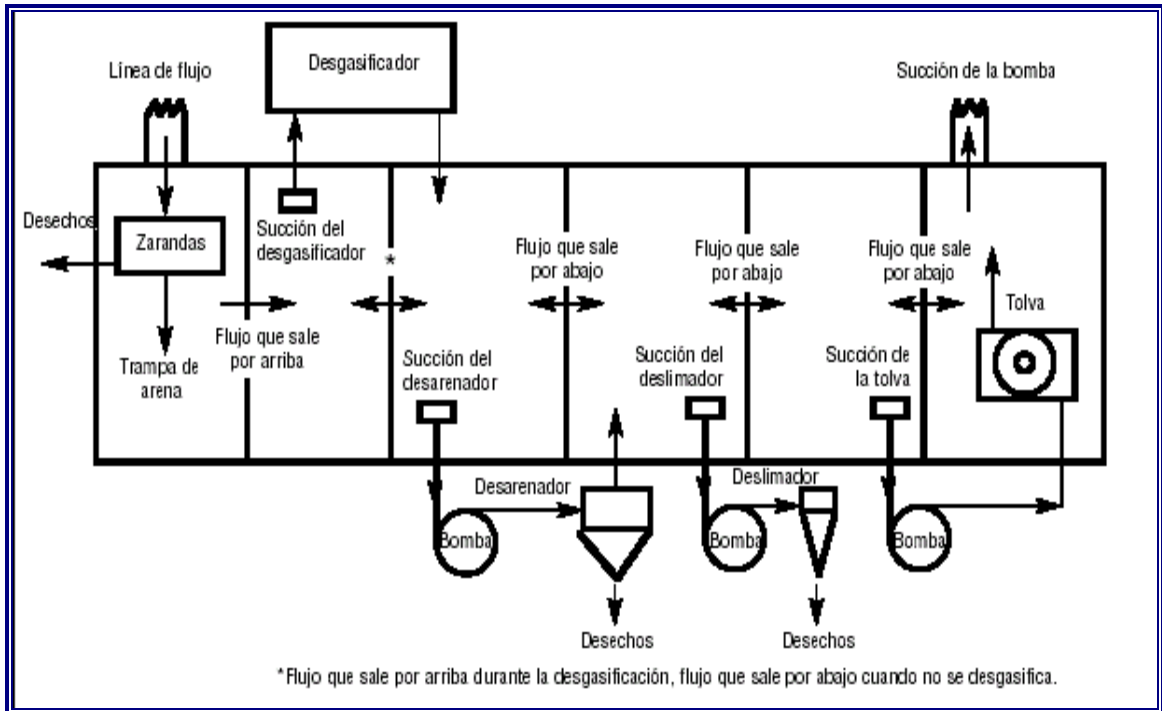 Desgasificador
Línea de flujo
Succión de la bomba
Desechos
Zarandas
Succión del
desgasificador
Flujo que sale
por abajo
Flujo que sale
por abajo
Flujo que sale
por abajo
*
Tolva
Flujo que sale
por arriba
Trampa de
arena
Succión del
desarenador
Succión del
deslimador
Succión de
la tolva
Desarenador
Deslimador
Bomba
Bomba
Bomba
Desechos
Desechos
*Flujo que sale por arriba durante la desgasificación, flujo que sale por abajo cuando no se desgasifica.